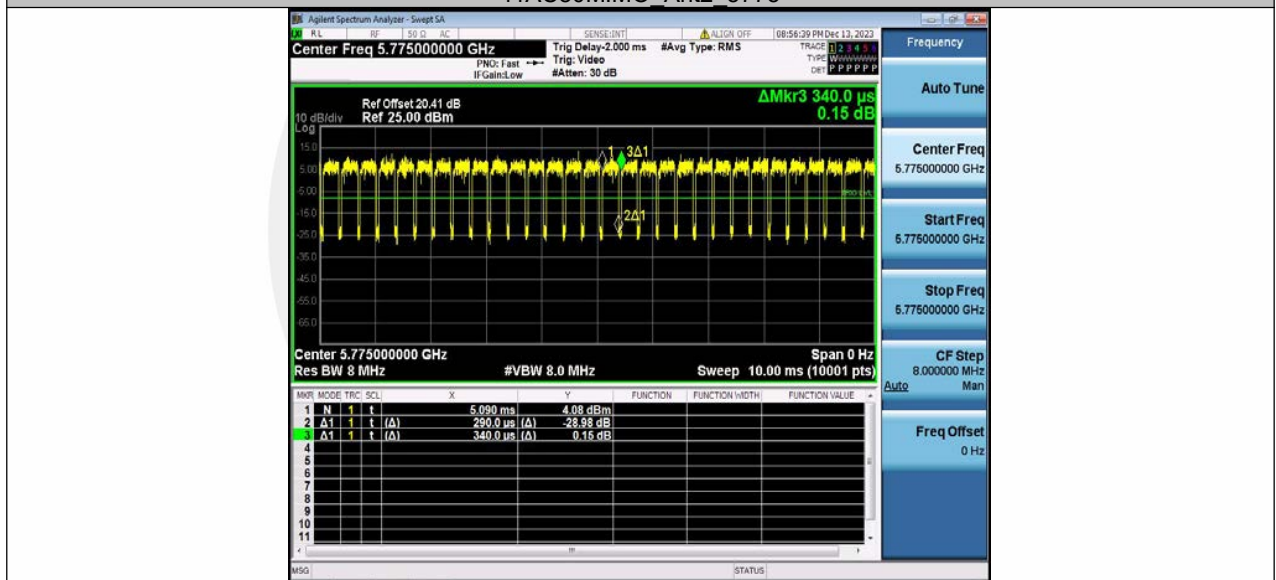 Agilent Spectrum Analyzer - Swept SA
RL RF 50 Ω AC SENSE:INT ALIGN OFF 08:56:39 PM Dec 13, 2023
Center Freq 5.775000000 GHz Trig Delay-2.000 ms #Avg Type: RMS TRACE 1 2 3 4 5 6
PNO: Fast Trig: Video TYPE
IFGain:Low #Atten: 30 dB DET P P P P P P
Frequency
ΔMkr3 340.0 µs
0.15 dB
Ref Offset 20.41 dB
10 dB/div Ref 25.00 dBm
Log
15.0
5.00
-5.00
-15.0
-25.0
-35.0
-45.0
-55.0
-65.0
1 3Δ1
2Δ1
Center 5.775000000 GHz Span 0 Hz
Res BW 8 MHz #VBW 8.0 MHz Sweep 10.00 ms (10001 pts)
MKR MODE TRC SCL X Y FUNCTION FUNCTION WIDTH FUNCTION VALUE
1 N 1 t 5.090 ms 4.08 dBm
2 Δ1 1 t (Δ) 290.0 µs (Δ) -28.98 dB
3 Δ1 1 t (Δ) 340.0 µs (Δ) 0.15 dB
4
5
6
7
8
9
10
11
MSG STATUS
Auto Tune
Center Freq
5.775000000 GHz
Start Freq
5.775000000 GHz
Stop Freq
5.775000000 GHz
CF Step
8.000000 MHz
Auto Man
Freq Offset
0 Hz